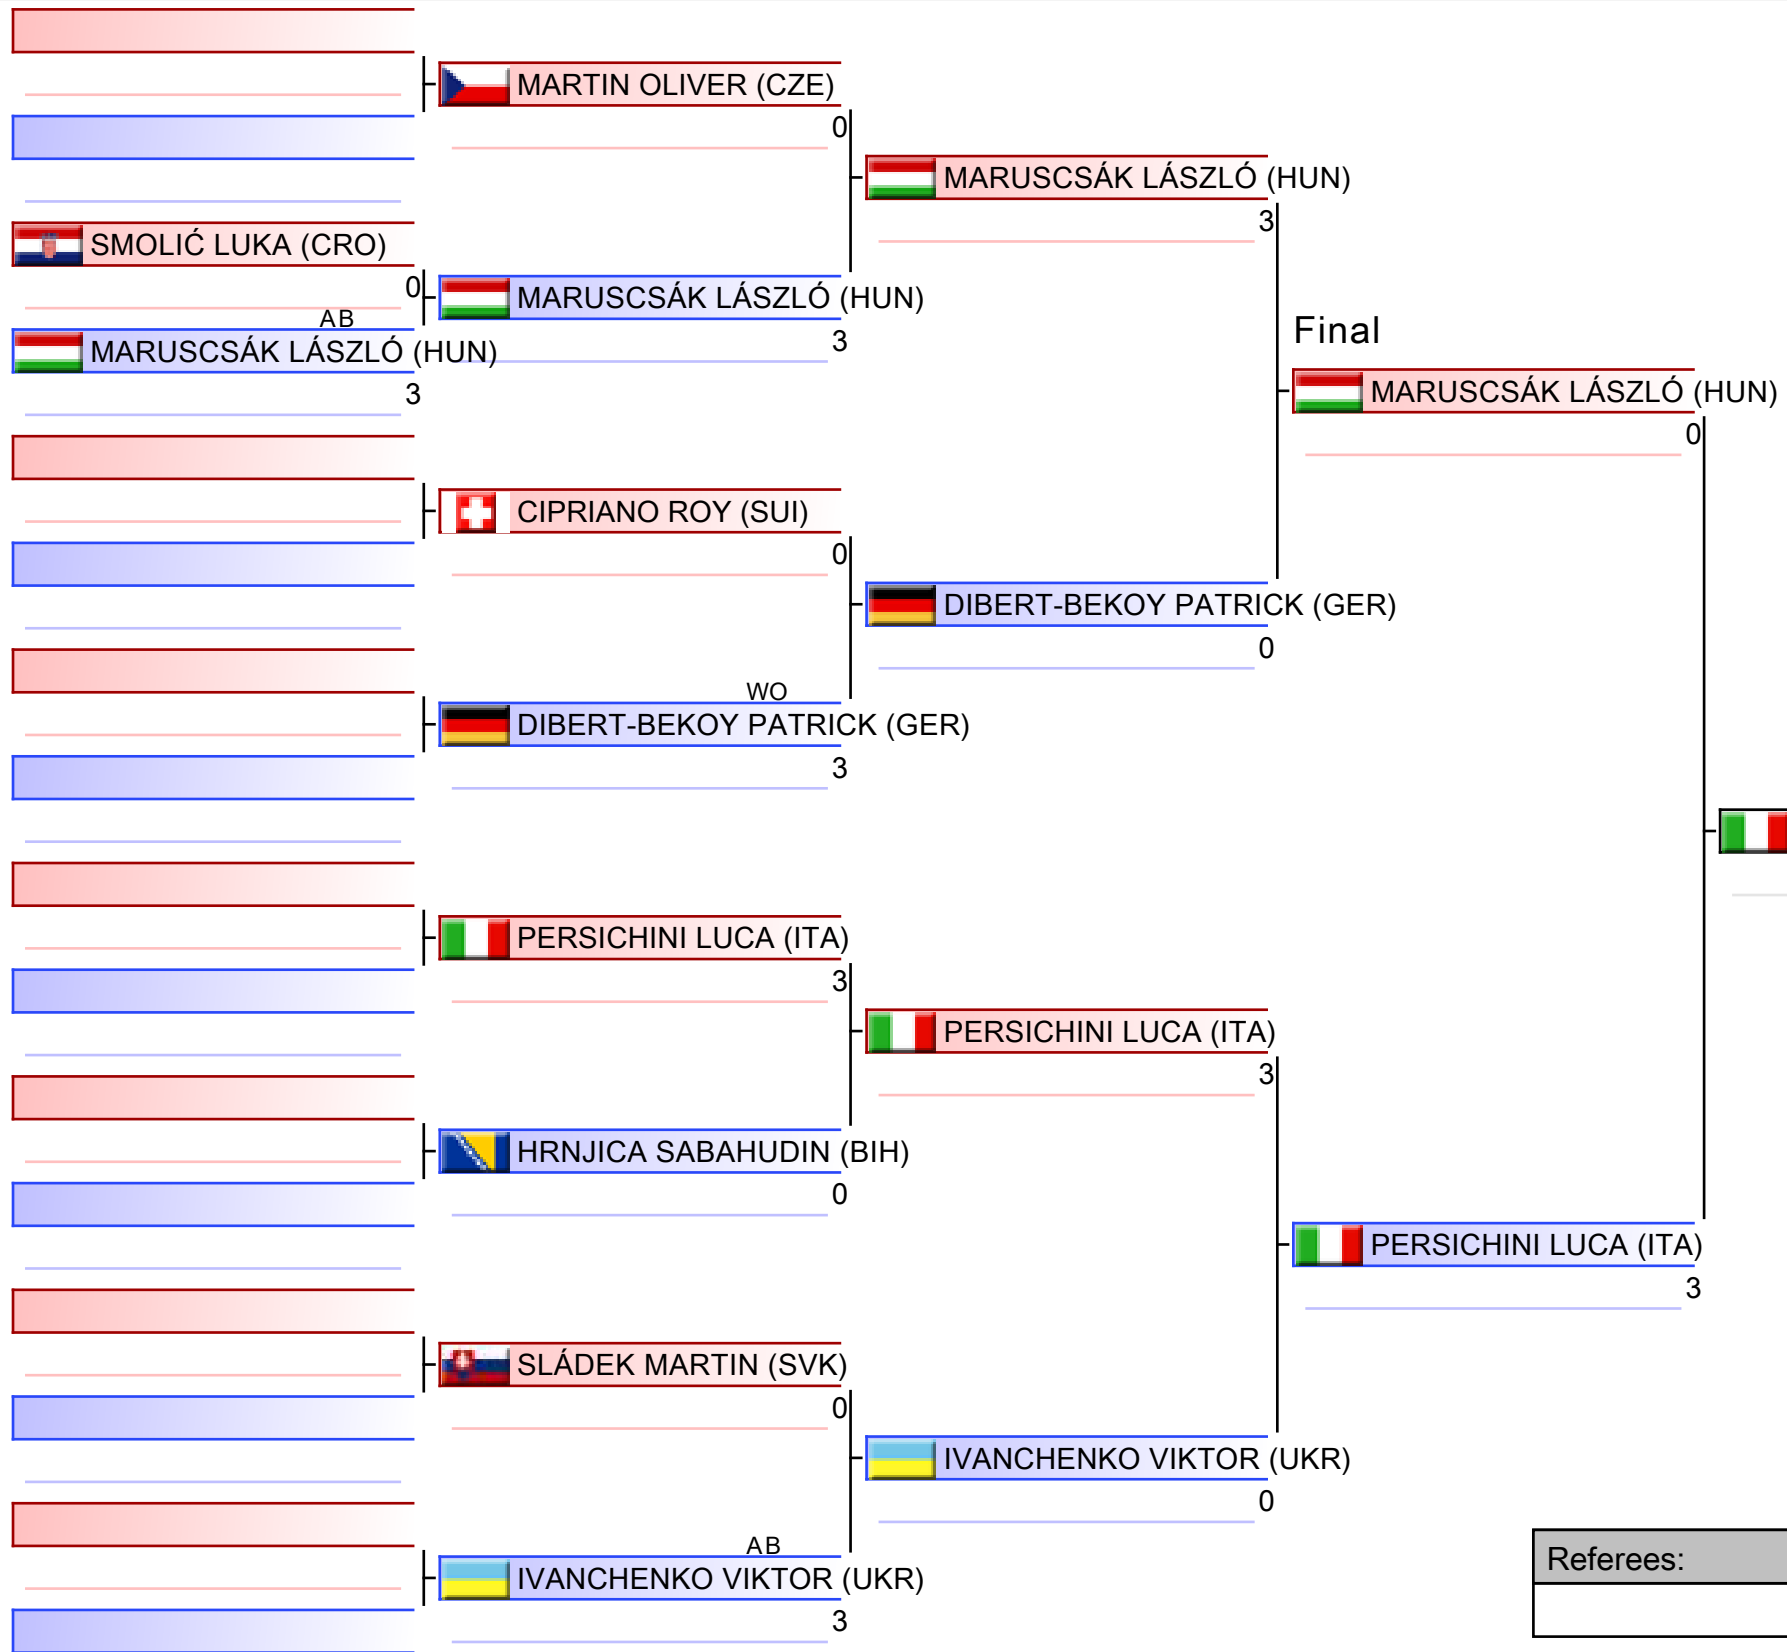 MARTIN OLIVER (CZE)
0
MARUSCSÁK LÁSZLÓ (HUN)
3
SMOLIĆ LUKA (CRO)
0
MARUSCSÁK LÁSZLÓ (HUN)
3
AB
MARUSCSÁK LÁSZLÓ (HUN)
3
Final
MARUSCSÁK LÁSZLÓ (HUN)
0
CIPRIANO ROY (SUI)
0
DIBERT-BEKOY PATRICK (GER)
0
WO
DIBERT-BEKOY PATRICK (GER)
3
PERSICHINI LUCA (ITA)
3
PERSICHINI LUCA (ITA)
3
HRNJICA SABAHUDIN (BIH)
0
PERSICHINI LUCA (ITA)
3
SLÁDEK MARTIN (SVK)
0
IVANCHENKO VIKTOR (UKR)
0
AB
IVANCHENKO VIKTOR (UKR)
3
Referees: